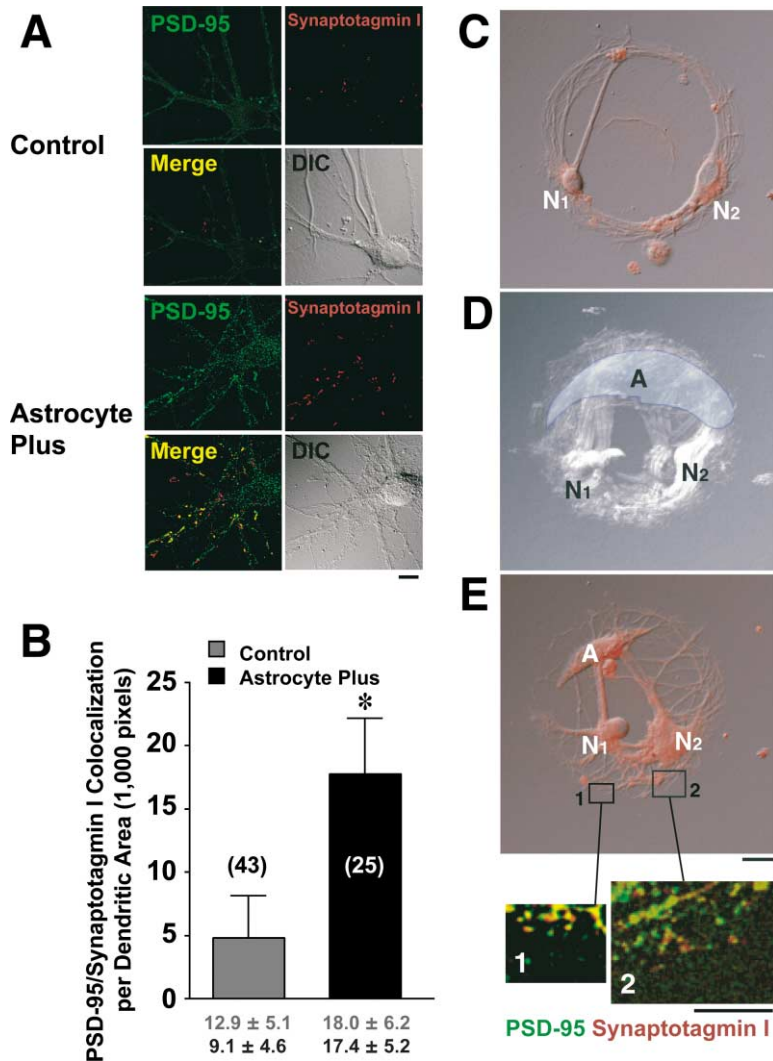 A
PSD-95 Synaptotagmin I
Control
Merge DIC
PSD-95 Synaptotagmin I
Astrocyte
Plus
Merge DIC
B
Control
Astrocyte Plus
PSD-95/Synaptotagmin I Colocalization
per Dendritic Area (1,000 pixels)
25
20
15
10
5
0
*
(43)
(25)
12.9 ± 5.1 18.0 ± 6.2
9.1 ± 4.6 17.4 ± 5.2
C
N1 N2
D
A
N1 N2
E
A
N1 N2
1 2
1
2
PSD-95 Synaptotagmin I